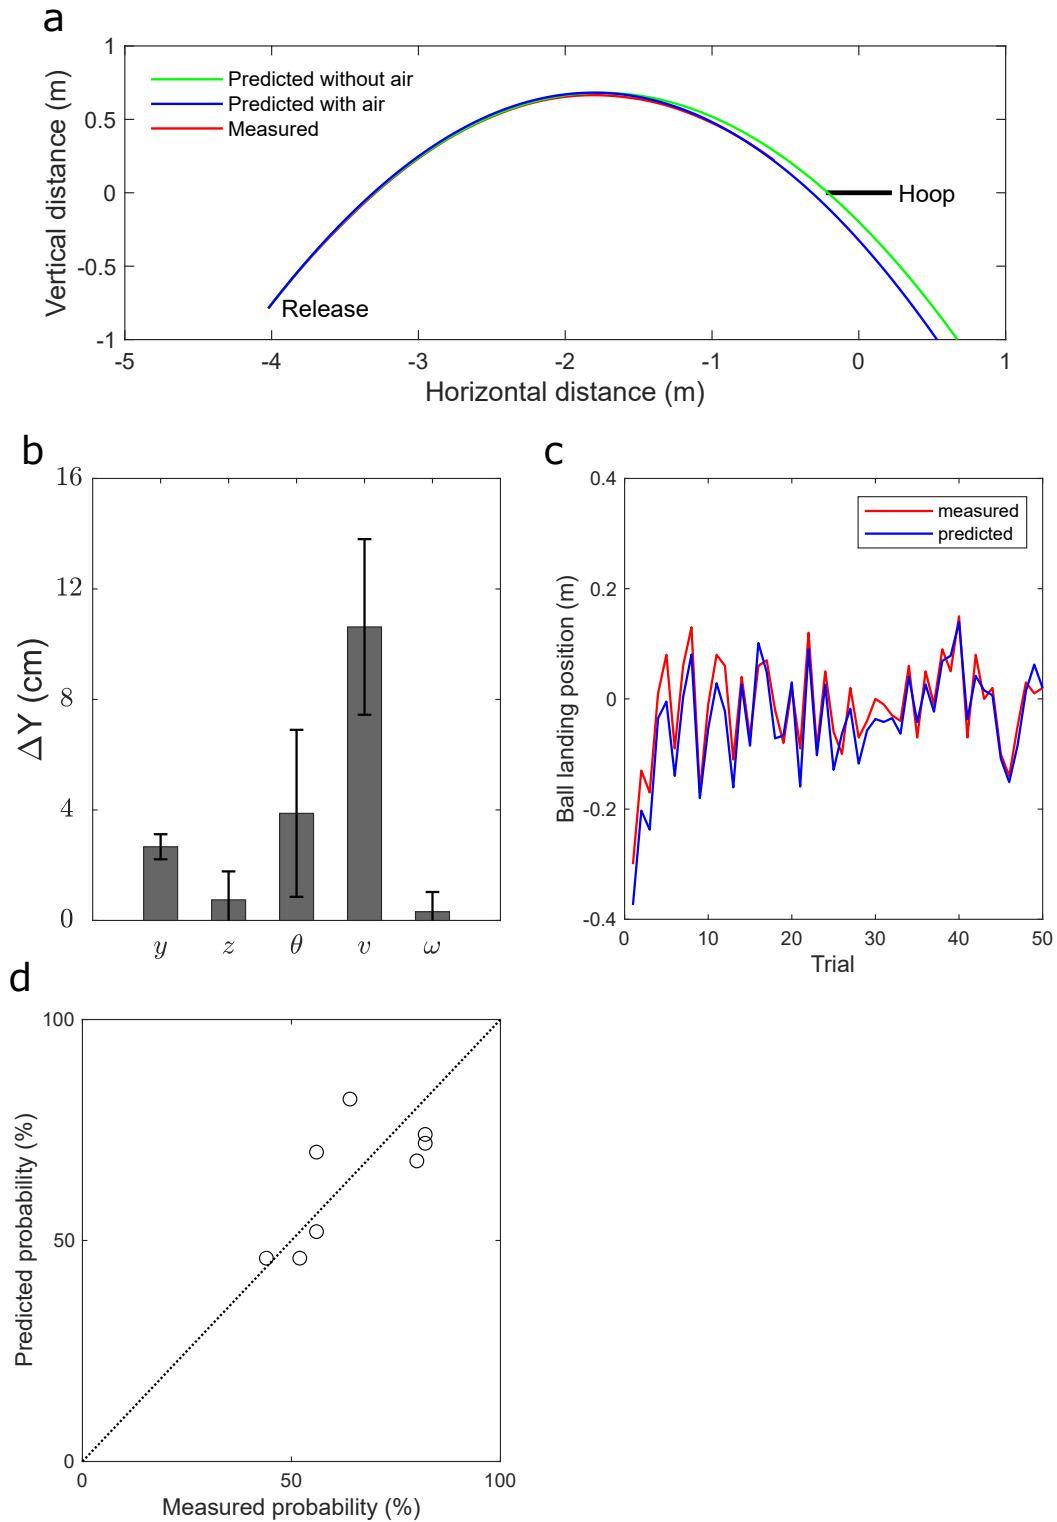 a
1
0.5
0
-0.5
-1
Vertical distance (m)
Predicted without air
Predicted with air
Measured
Hoop
Release
-5 -4 -3 -2 -1 0 1
Horizontal distance (m)
b
16
12
8
4
0
ΔY (cm)
y z θ v ω
c
0.4
0.2
0
-0.2
-0.4
Ball landing position (m)
measured
predicted
0 10 20 30 40 50
Trial
d
100
50
0
Predicted probability (%)
0 50 100
Measured probability (%)